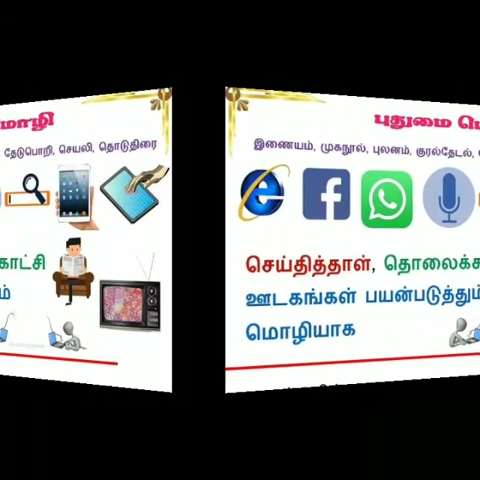 மொழி
தேடுபொறி, செயலி, தொடுதிரை
காட்சி
புதுமை
இணையம், முகநூல், புலனம், குரல்தேடல்,
செய்தித்தாள்,
ஊடகங்கள் பயன்படுத்தும்
மொழியாக